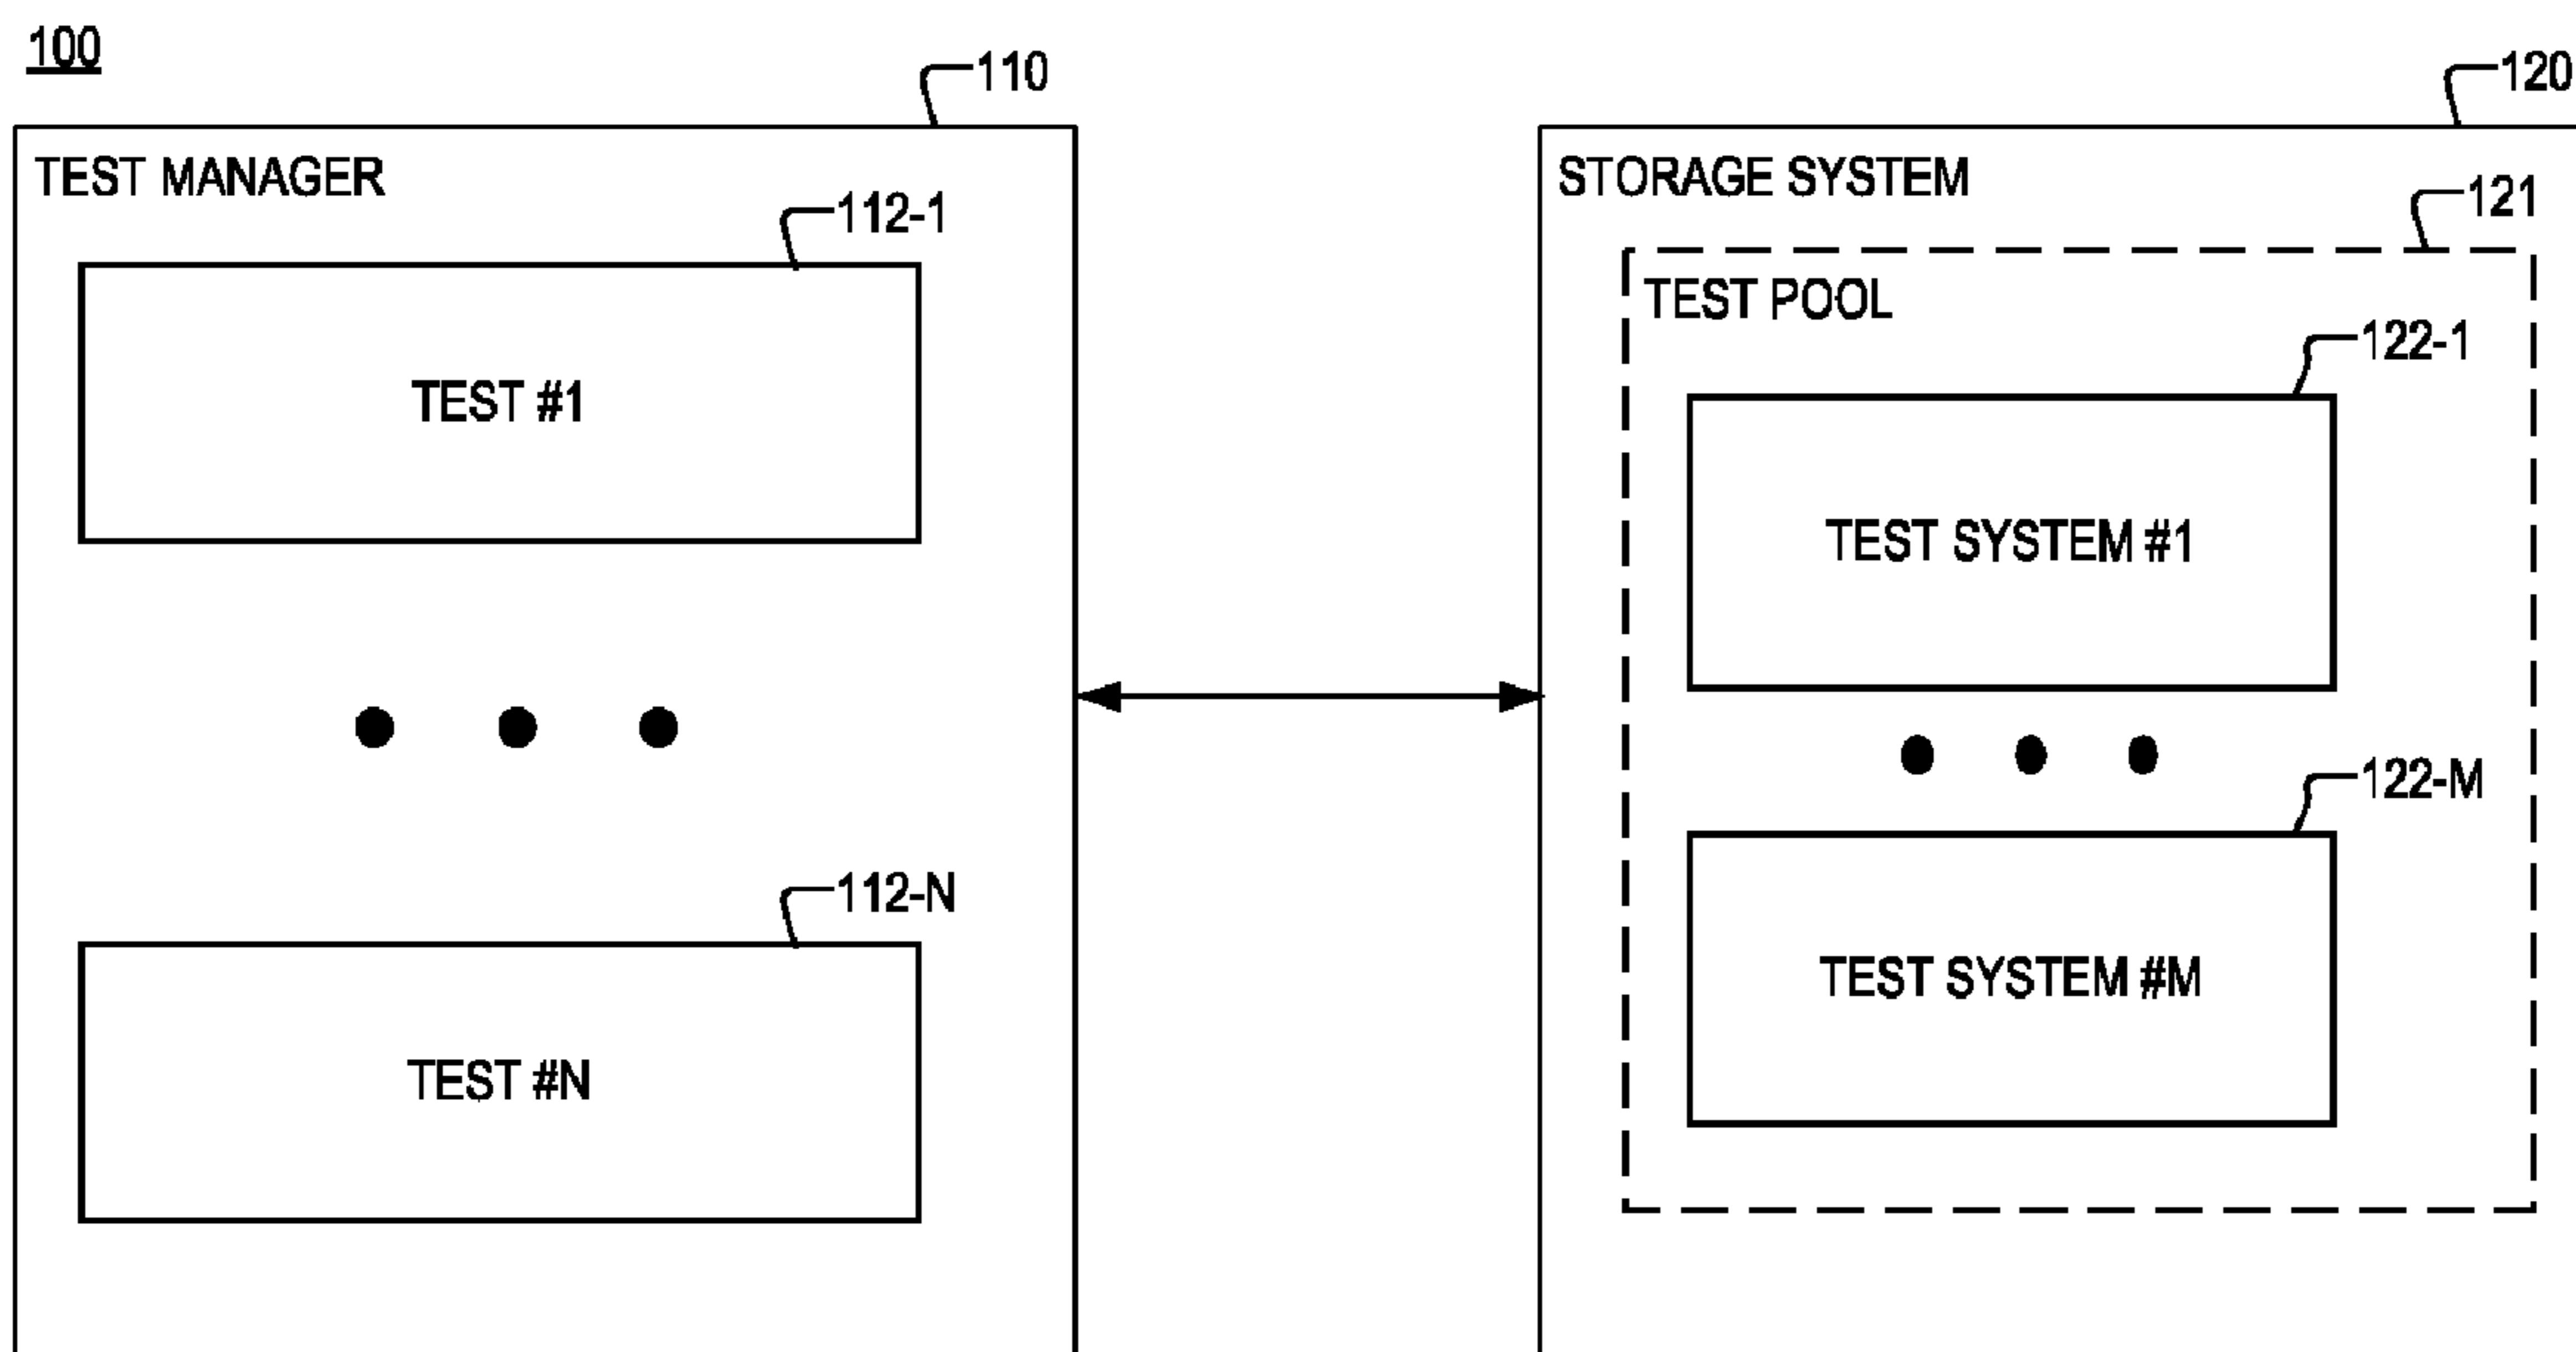 100
110
TEST MANAGER
112-1
TEST #1
112-N
TEST #N
120
STORAGE SYSTEM
121
TEST POOL
122-1
TEST SYSTEM #1
122-M
TEST SYSTEM #M